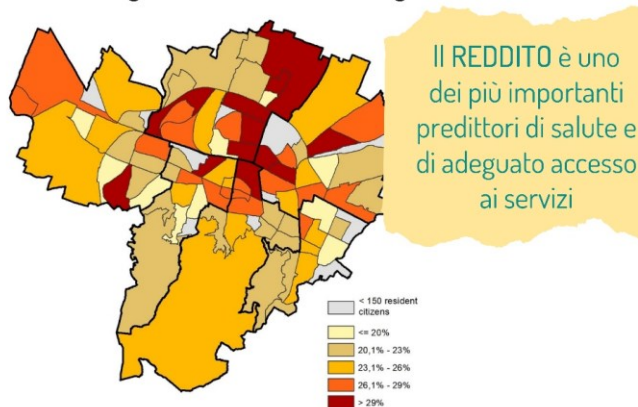 Il REDDITO è uno
dei più importanti
predittori di salute e
di adeguato accesso
ai servizi
< 150 resident
citizens
<= 20%
20,1% - 23%
23,1% - 26%
26,1% - 29%
> 29%